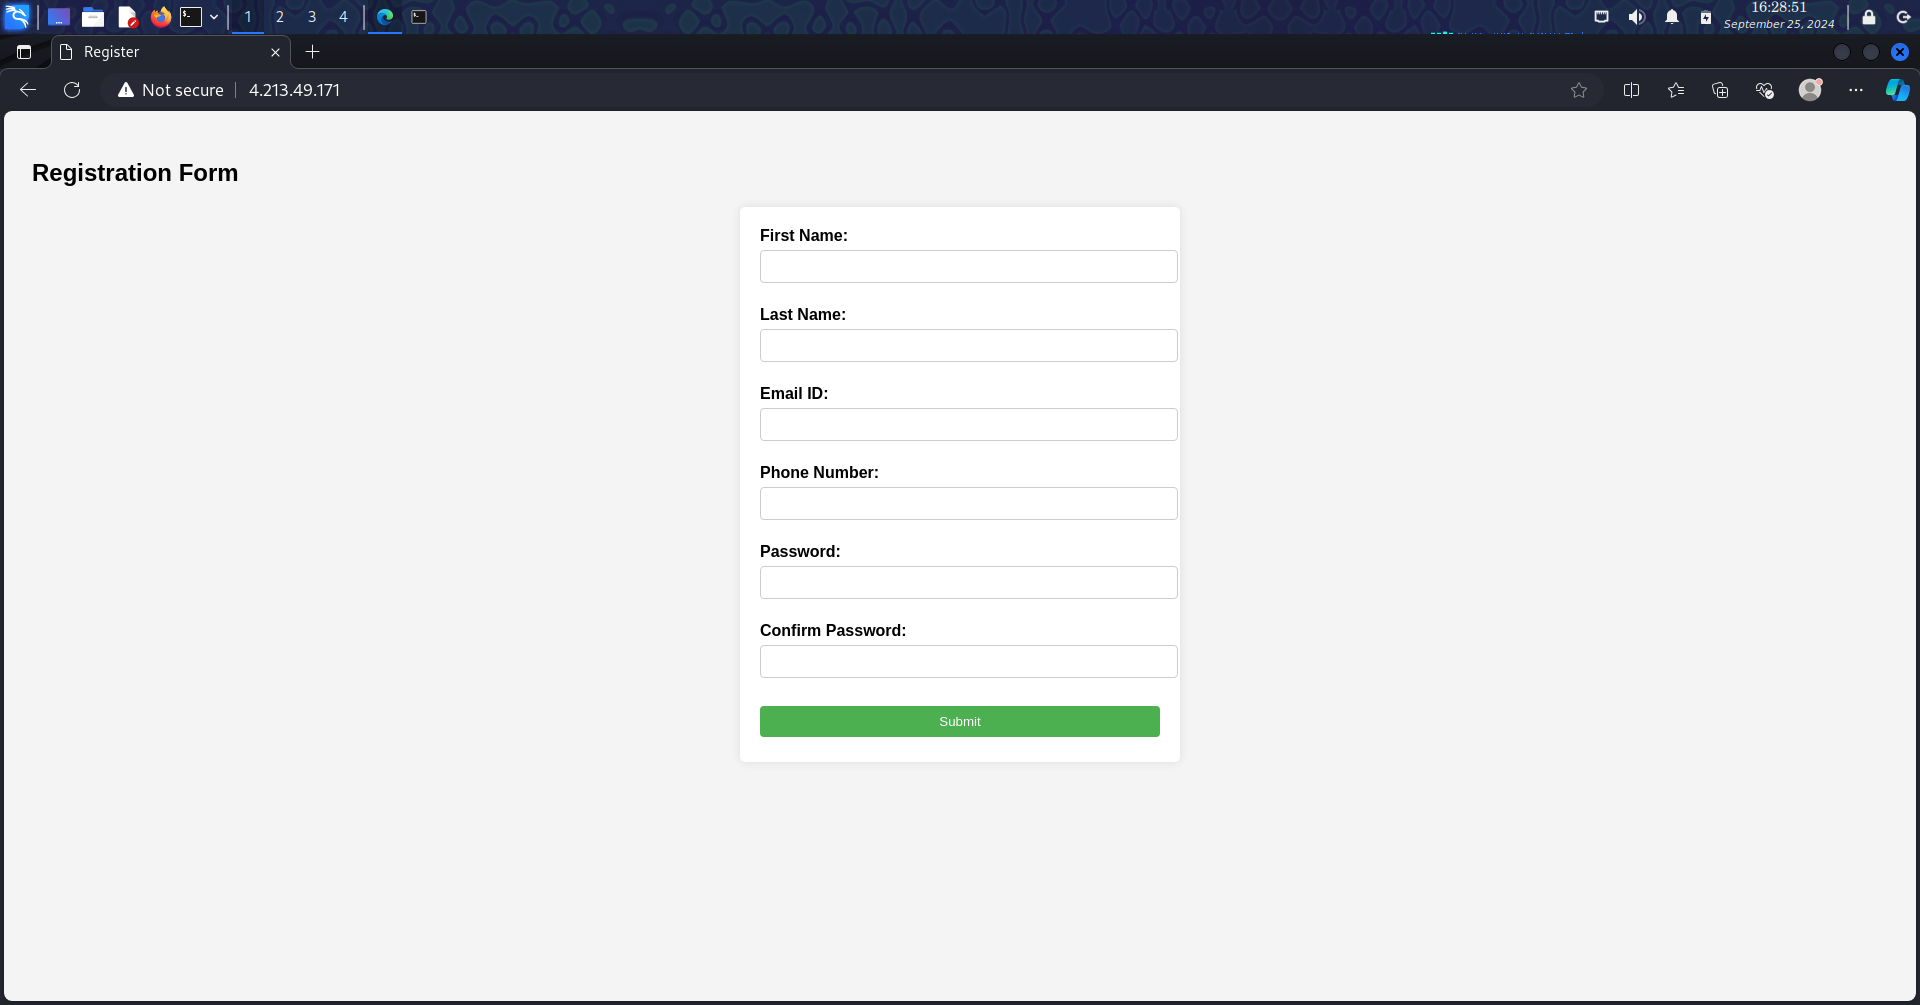 1 2 3 4
16:28:51
September 25, 2024
Register
Not secure 4.213.49.171
Registration Form
First Name:
Last Name:
Email ID:
Phone Number:
Password:
Confirm Password:
Submit